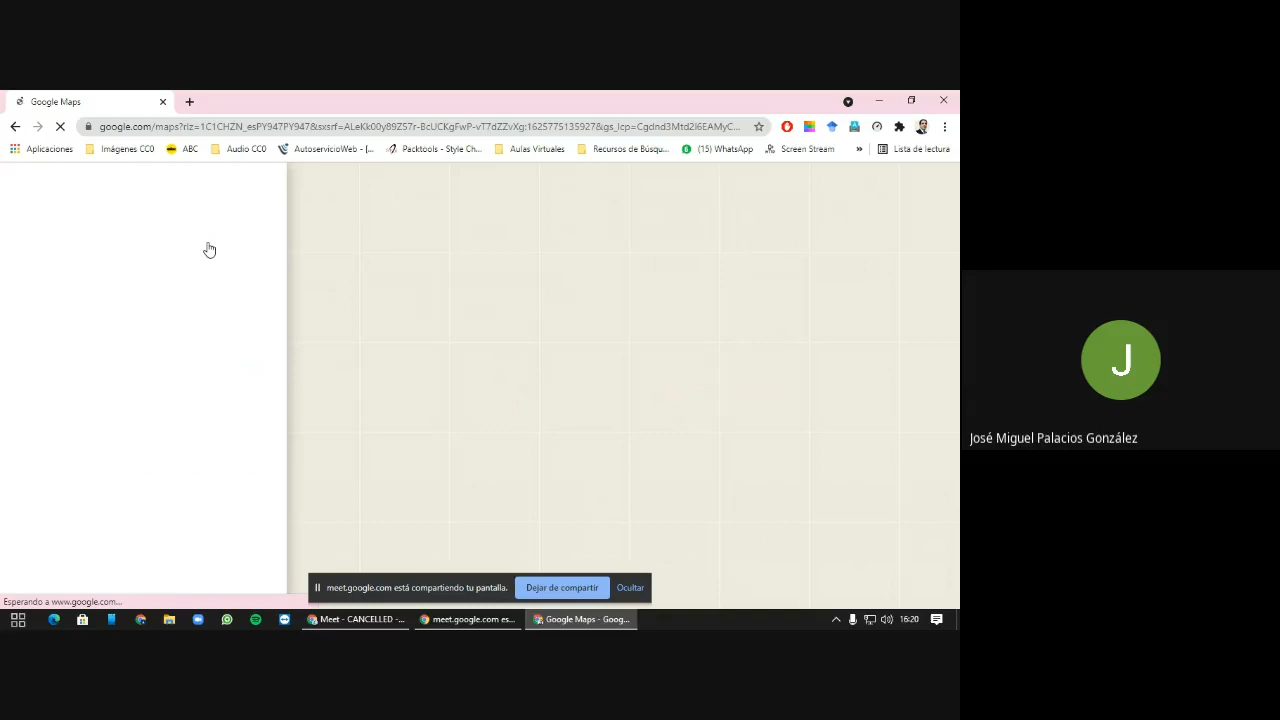 Google Maps
google.com/maps?rlz=1C1CHZN_esPY947PY947&sxsrf=ALeKk00y89Z57r-BcUCKgFwP-vT7dZZvXg:1625775135927&gs_lcp=Cgdnd3Mtd2l6EAMyC...
Aplicaciones
Imágenes CC0
ABC
Audio CC0
AutoservicioWeb - [...
Packtools - Style Ch...
Aulas Virtuales
Recursos de Búsqu...
(15) WhatsApp
Screen Stream
»
Lista de lectura
J
José Miguel Palacios González
meet.google.com está compartiendo tu pantalla.
Dejar de compartir
Ocultar
Esperando a www.google.com...
Meet - CANCELLED -...
meet.google.com es...
Google Maps - Goog...
16:20